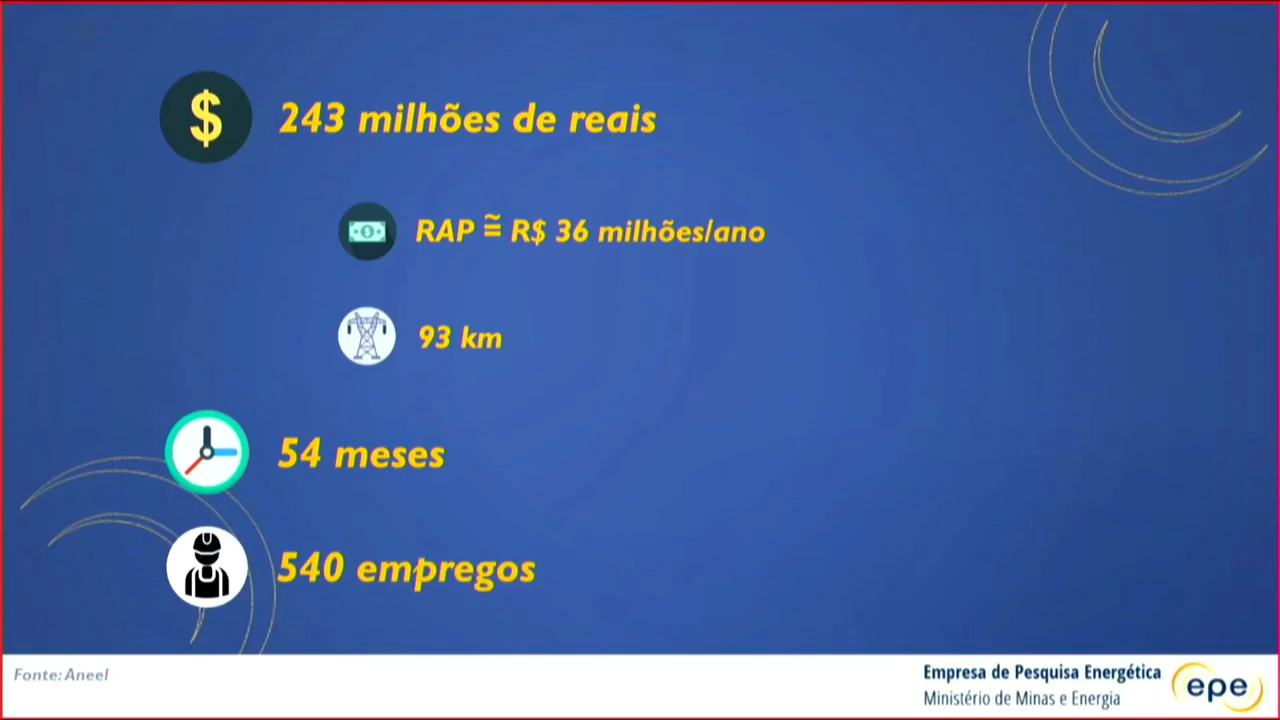 $ 243 milhões de reais
RAP ≅ R$ 36 milhões/ano
93 km
54 meses
540 empregos
Fonte: Aneel
Empresa de Pesquisa Energética
Ministério de Minas e Energia
epe